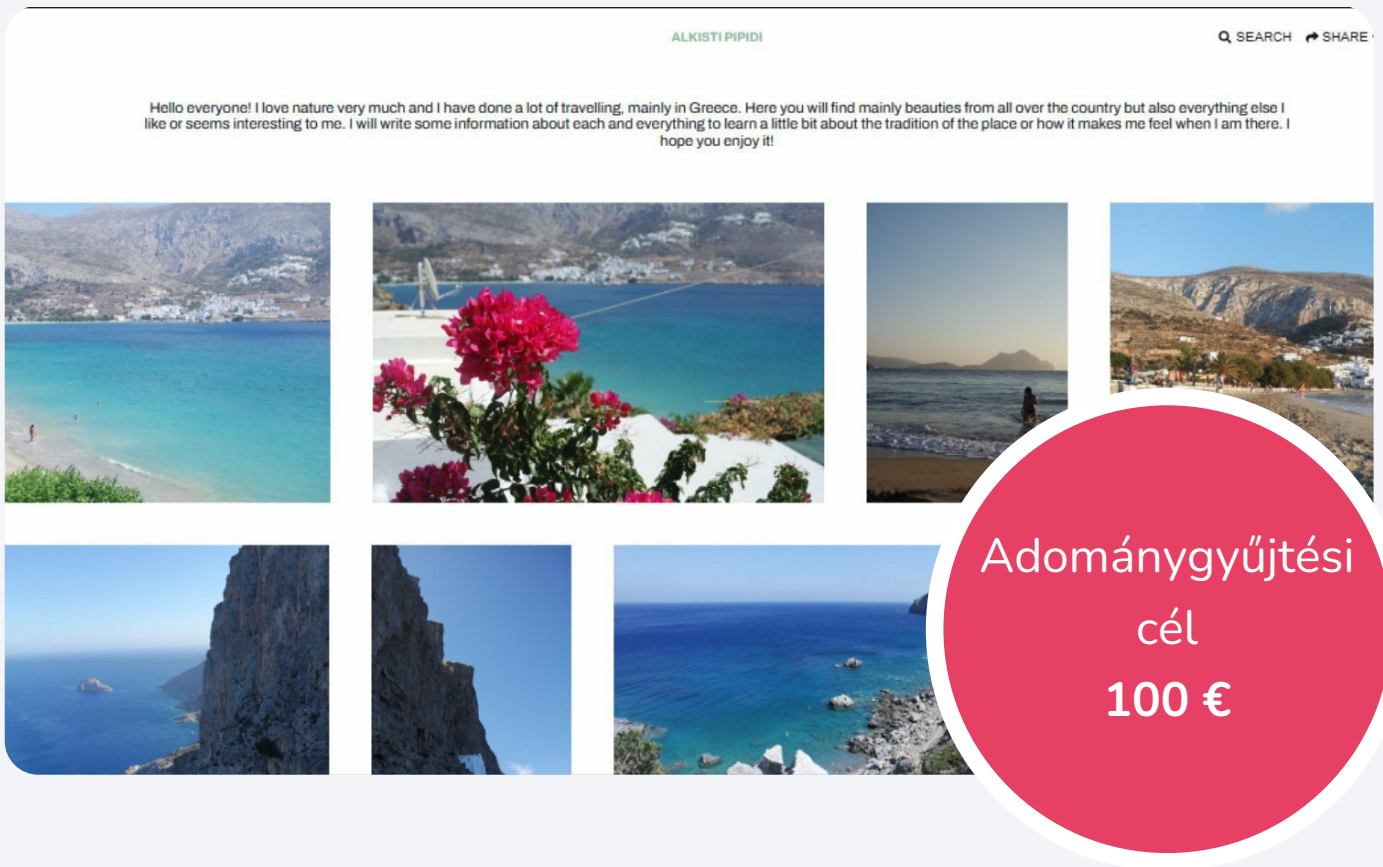 ALKISTI PIPIDI
SEARCH SHARE
Hello everyone! I love nature very much and I have done a lot of travelling, mainly in Greece. Here you will find mainly beauties from all over the country but also everything else I
like or seems interesting to me. I will write some information about each and everything to learn a little bit about the tradition of the place or how it makes me feel when I am there. I
hope you enjoy it!
Adománygyűjtési
cél
100 €